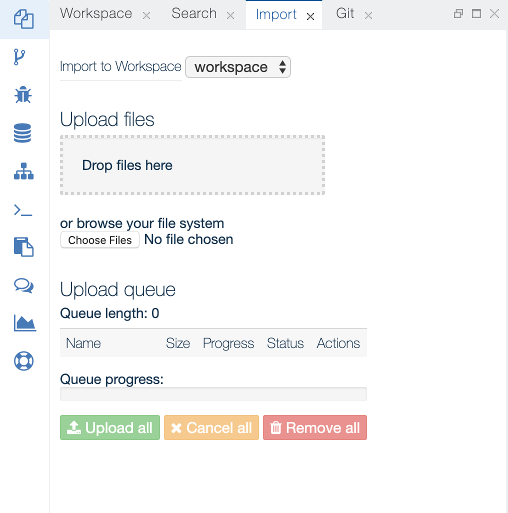 Workspace Search Import Git
Import to Workspace workspace
Upload files
Drop files here
or browse your file system
Choose Files No file chosen
Upload queue
Queue length: 0
Name Size Progress Status Actions
Queue progress:
Upload all Cancel all Remove all